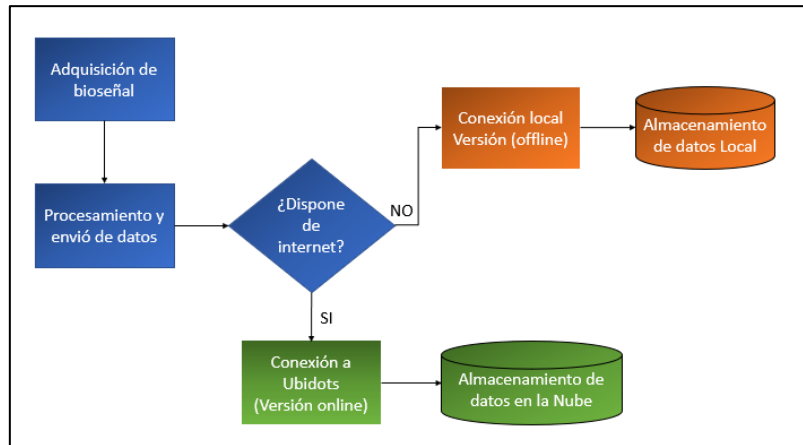 Adquisición de
bioseñal
Procesamiento y
envió de datos
¿Dispone
de
internet?
NO
Conexión local
Versión (offline)
Almacenamiento
de datos Local
SI
Conexión a
Ubidots
(Versión online)
Almacenamiento de
datos en la Nube